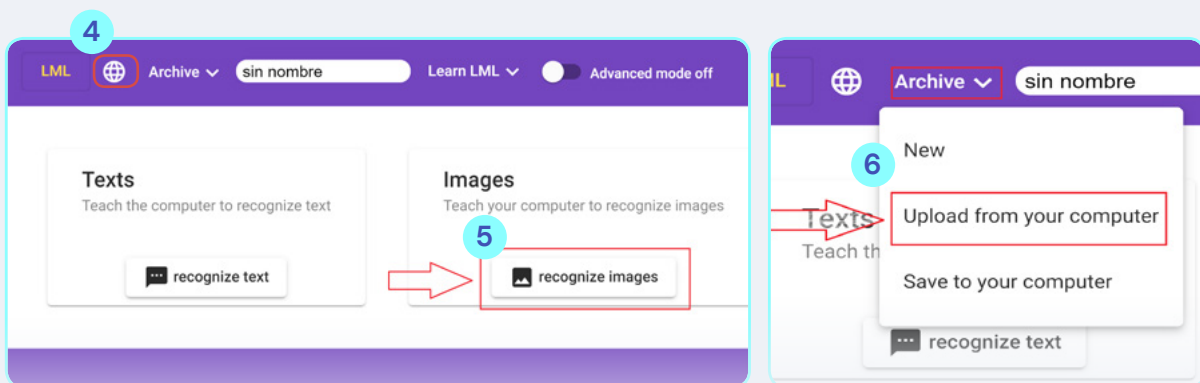 4
LML Archive sin nombre Learn LML Advanced mode off
Texts
Teach the computer to recognize text
recognize text
Images
Teach your computer to recognize images
5
recognize images
IL Archive sin nombre
6
New
Upload from your computer
Save to your computer
Texts
Teach th
recognize text